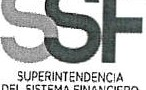 SSF
SUPERINTENDENCIA
DEL SISTEMA FINANCIERO